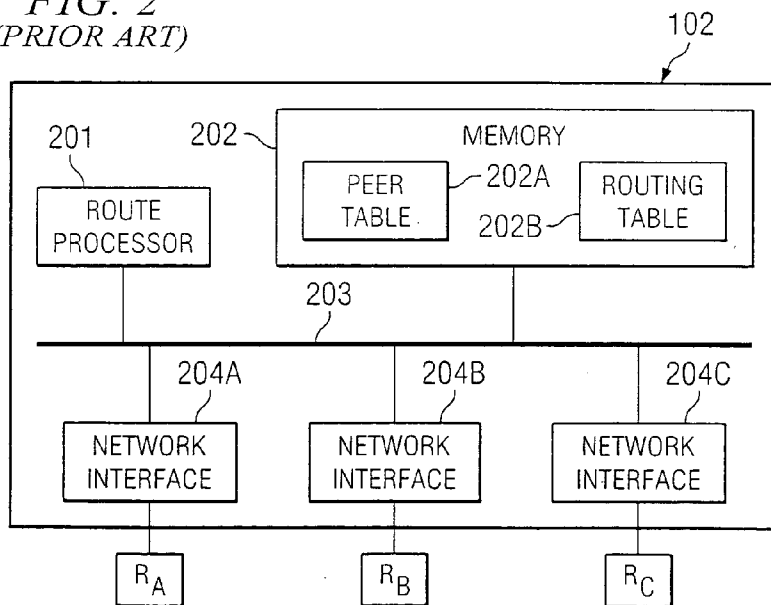 FIG. 2
(PRIOR ART)
102
201
202
MEMORY
PEER
TABLE
202A
ROUTING
TABLE
202B
ROUTE
PROCESSOR
203
204A
204B
204C
NETWORK
INTERFACE
NETWORK
INTERFACE
NETWORK
INTERFACE
RA
RB
RC